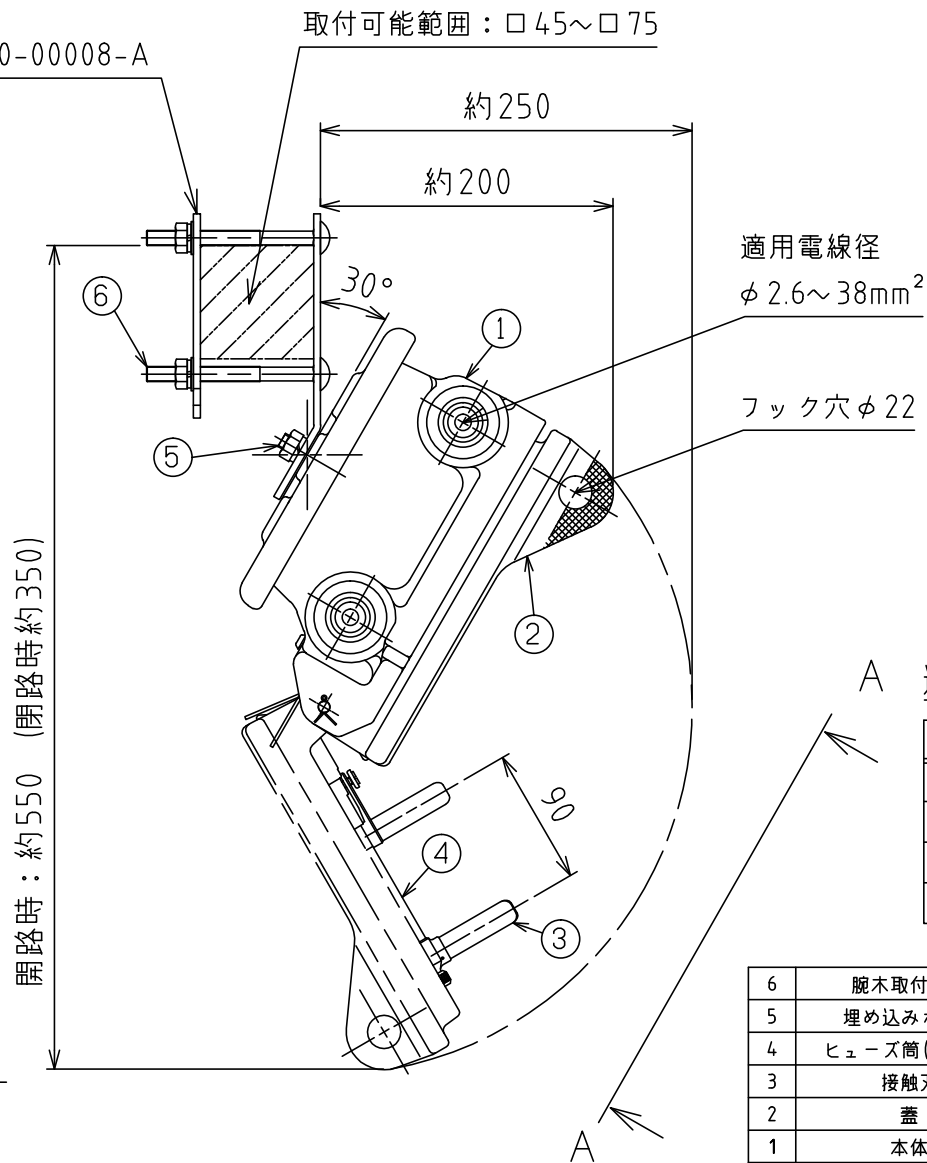 取付可能範囲：□45～□75
0-00008-A
約250
約200
適用電線径
φ2.6～38mm²
30°
①
⑥
フック穴φ22
⑤
②
開路時：約550 (閉路時約350)
A
90
④
③
A
6 腕木取付
5 埋め込み
4 ヒューズ筒(
3 接触
2 蓋
1 本体